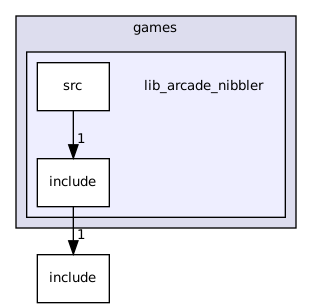 games
src
lib_arcade_nibbler
1
include
1
include